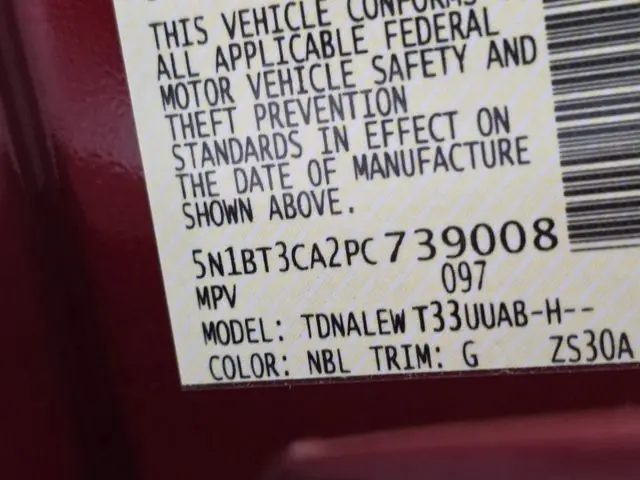 THIS VEHICLE CONFORMS
ALL APPLICABLE FEDERAL
MOTOR VEHICLE SAFETY AND
THEFT PREVENTION
STANDARDS IN EFFECT ON
THE DATE OF MANUFACTURE
SHOWN ABOVE.
5N1BT3CA2PC739008
097
MPV
MODEL: TDNALEW T33UUAB-H--
COLOR: NBL TRIM: G ZS30A